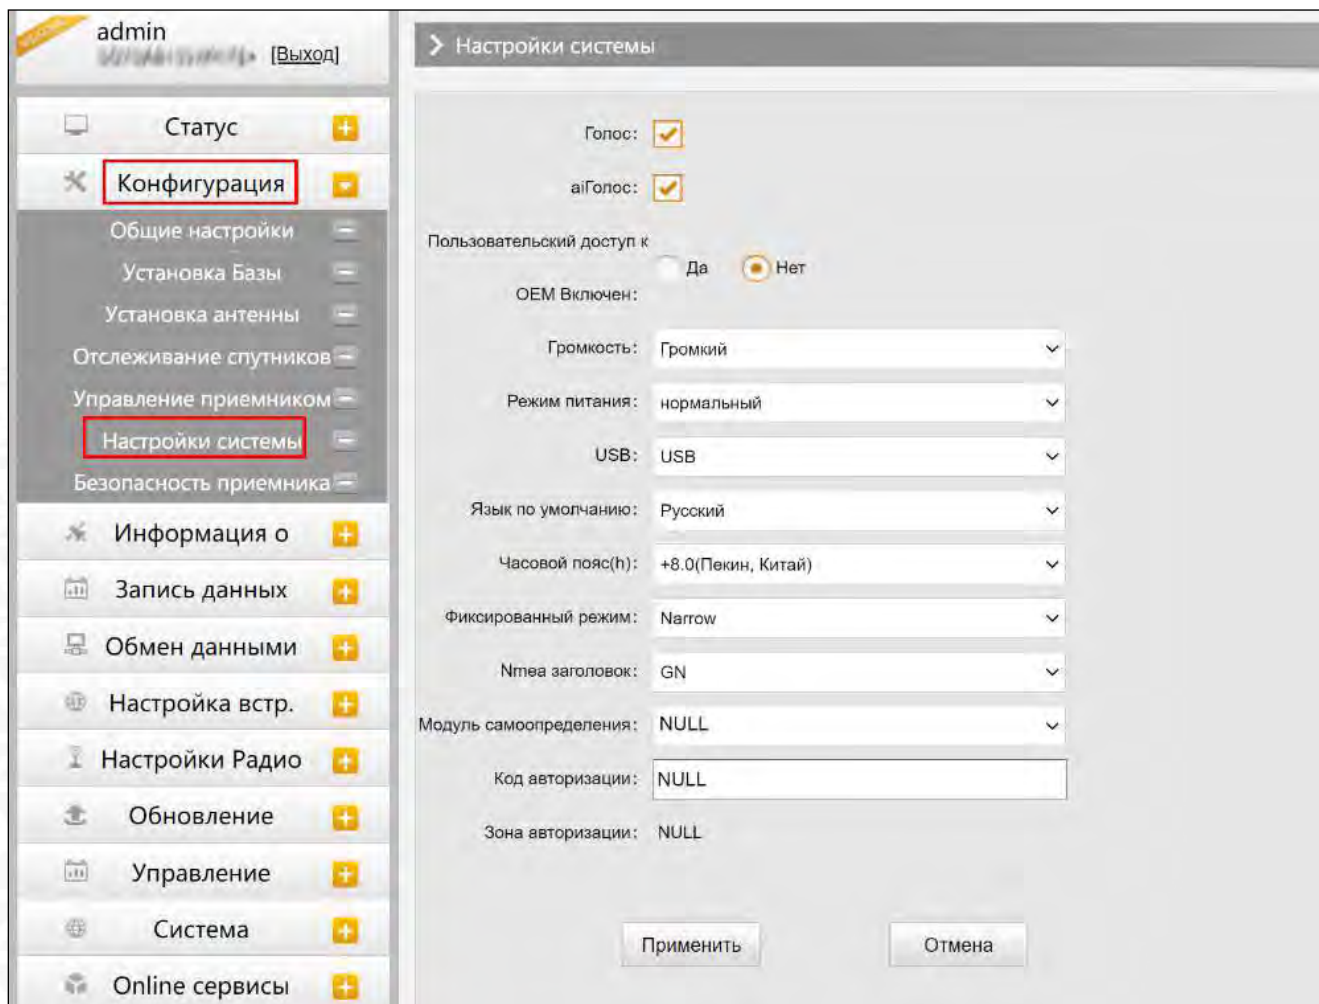 admin
[Выход]
Статус
Конфигурация
Общие настройки
Установка Базы
Установка антенны
Отслеживание спутников
Управление приемником
Настройки системы
Безопасность приемника
Информация о
Запись данных
Обмен данными
Настройка встр.
Настройки Радио
Обновление
Управление
Система
Online сервисы
Настройки системы
Голос:
aiГолос:
Пользовательский доступ к
OEM Включен:
Да Нет
Громкость: Громкий
Режим питания: нормальный
USB: USB
Язык по умолчанию: Русский
Часовой пояс(h): +8.0(Пекин, Китай)
Фиксированный режим: Narrow
Nmea заголовок: GN
Модуль самоопределения: NULL
Код авторизации: NULL
Зона авторизации: NULL
Применить Отмена